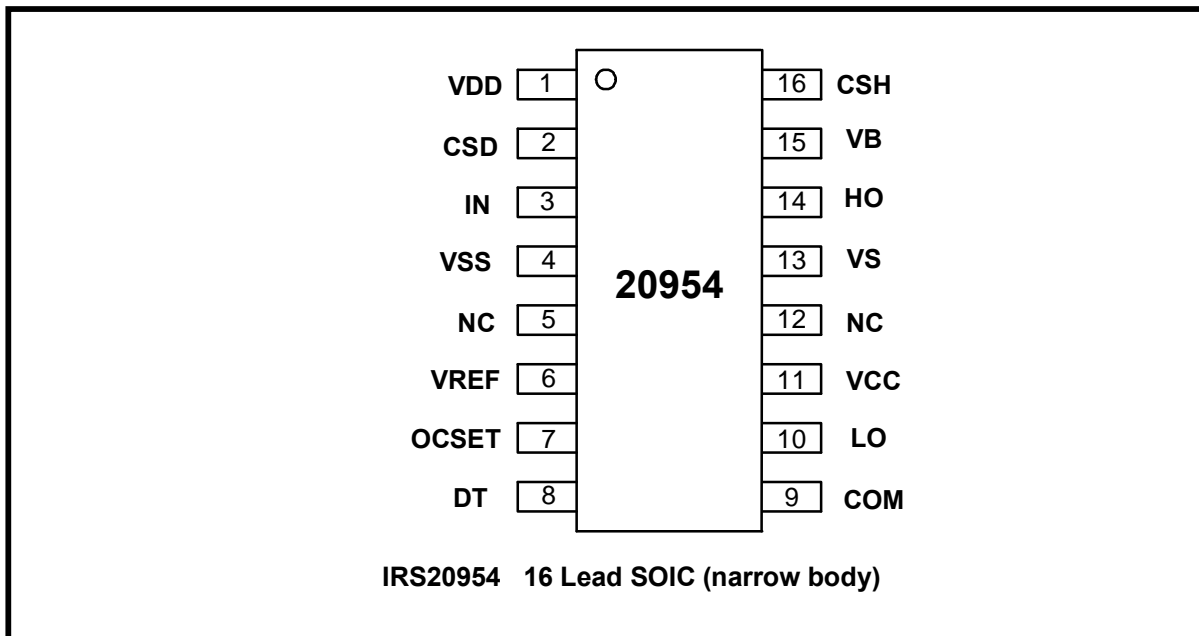 VDD 1 16 CSH
CSD 2 15 VB
IN 3 14 HO
VSS 4 13 VS
20954
NC 5 12 NC
VREF 6 11 VCC
OCSET 7 10 LO
DT 8 9 COM
IRS20954 16 Lead SOIC (narrow body)